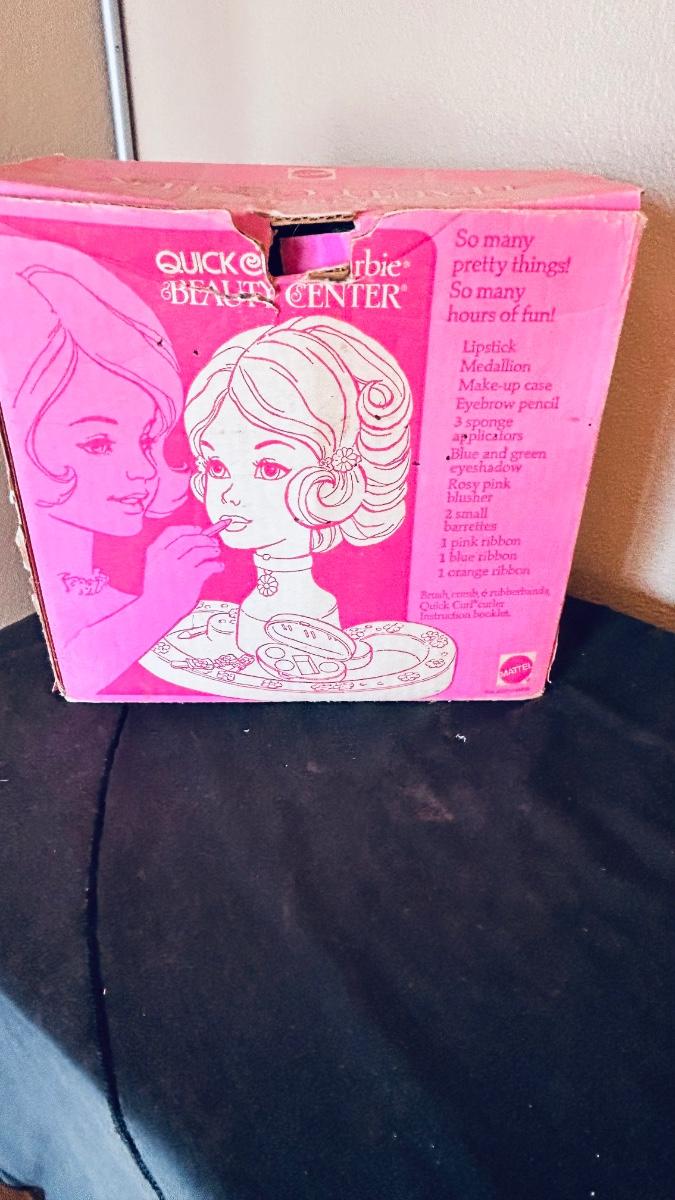 QUICK C rbie®
BEAUTY CENTER®
So many
pretty things!
So many
hours of fun!
Lipstick
Medallion
Make-up case
Eyebrow pencil
3 sponge
applicators
Blue and green
eyeshadow
Rosy pink
blusher
2 small
barrettes
1 pink ribbon
1 blue ribbon
1 orange ribbon
Brush, comb, 6 rubberbands,
Quick Curl® curler
Instruction booklet.
MATTEL